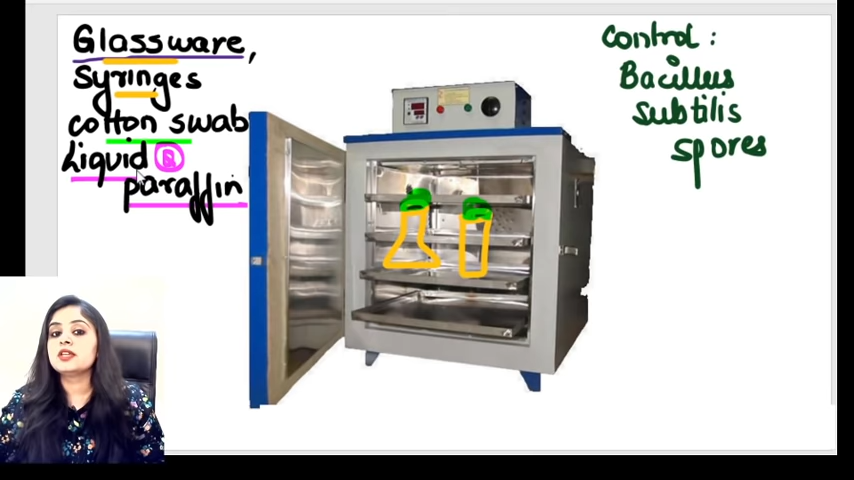 Glassware,
Syringes
cotton swab
Liquid
paraffin
Control:
Bacillus
subtilis
spores